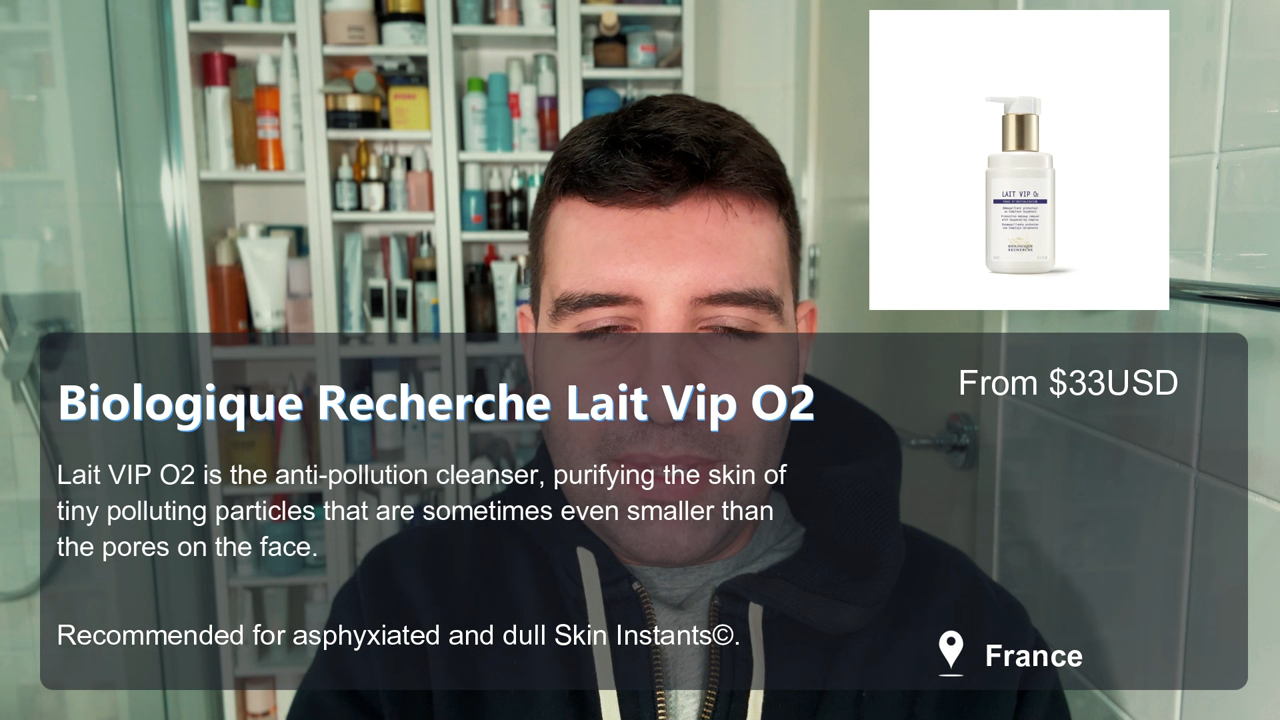 LAIT VIP O₂
BIOLOGIQUE
RECHERCHE
From $33USD
Biologique Recherche Lait Vip O2
Lait VIP O2 is the anti-pollution cleanser, purifying the skin of
tiny polluting particles that are sometimes even smaller than
the pores on the face.
Recommended for asphyxiated and dull Skin Instants©.
France